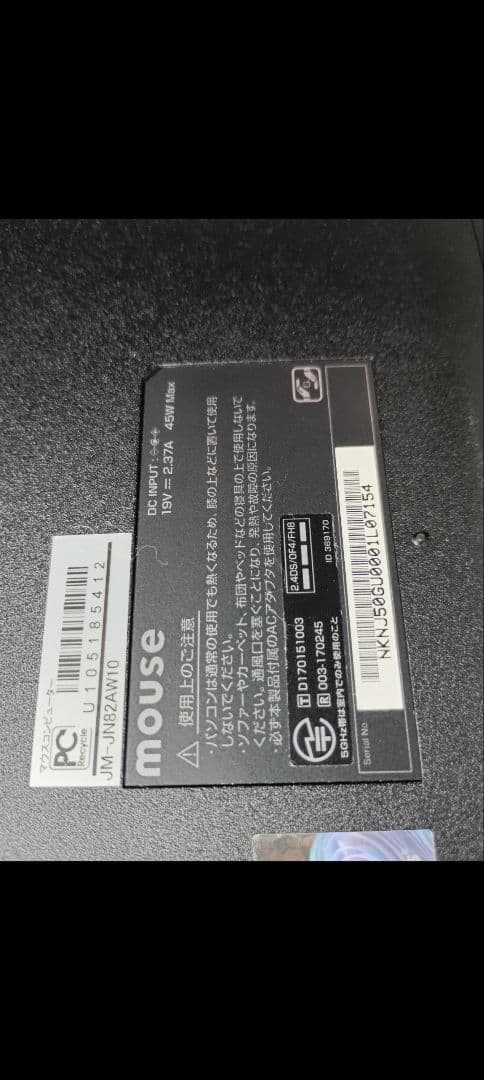 マウスコンピューター
PC
Recycle
U105185412
JM-JN82AW10
mouse
DC INPUT :
19V 2.37A 45W Max
使用上のご注意
・パソコンは通常の使用でも熱くなるため、膝の上などに置いて使用
しないでください。
・ソファーやカーペット、布団やベッドなどの寝具の上で使用しないで
ください。通風口を塞ぐことになり、発熱や故障の原因になります。
・必ず本製品付属のACアダプタを使用してください。
G
T D170151003
R 003-170245
5GHz帯は室内でのみ使用のこと
2.4DS/OF4/FH8
ID 369170
Serial No
NKNJ50GU0001L07154